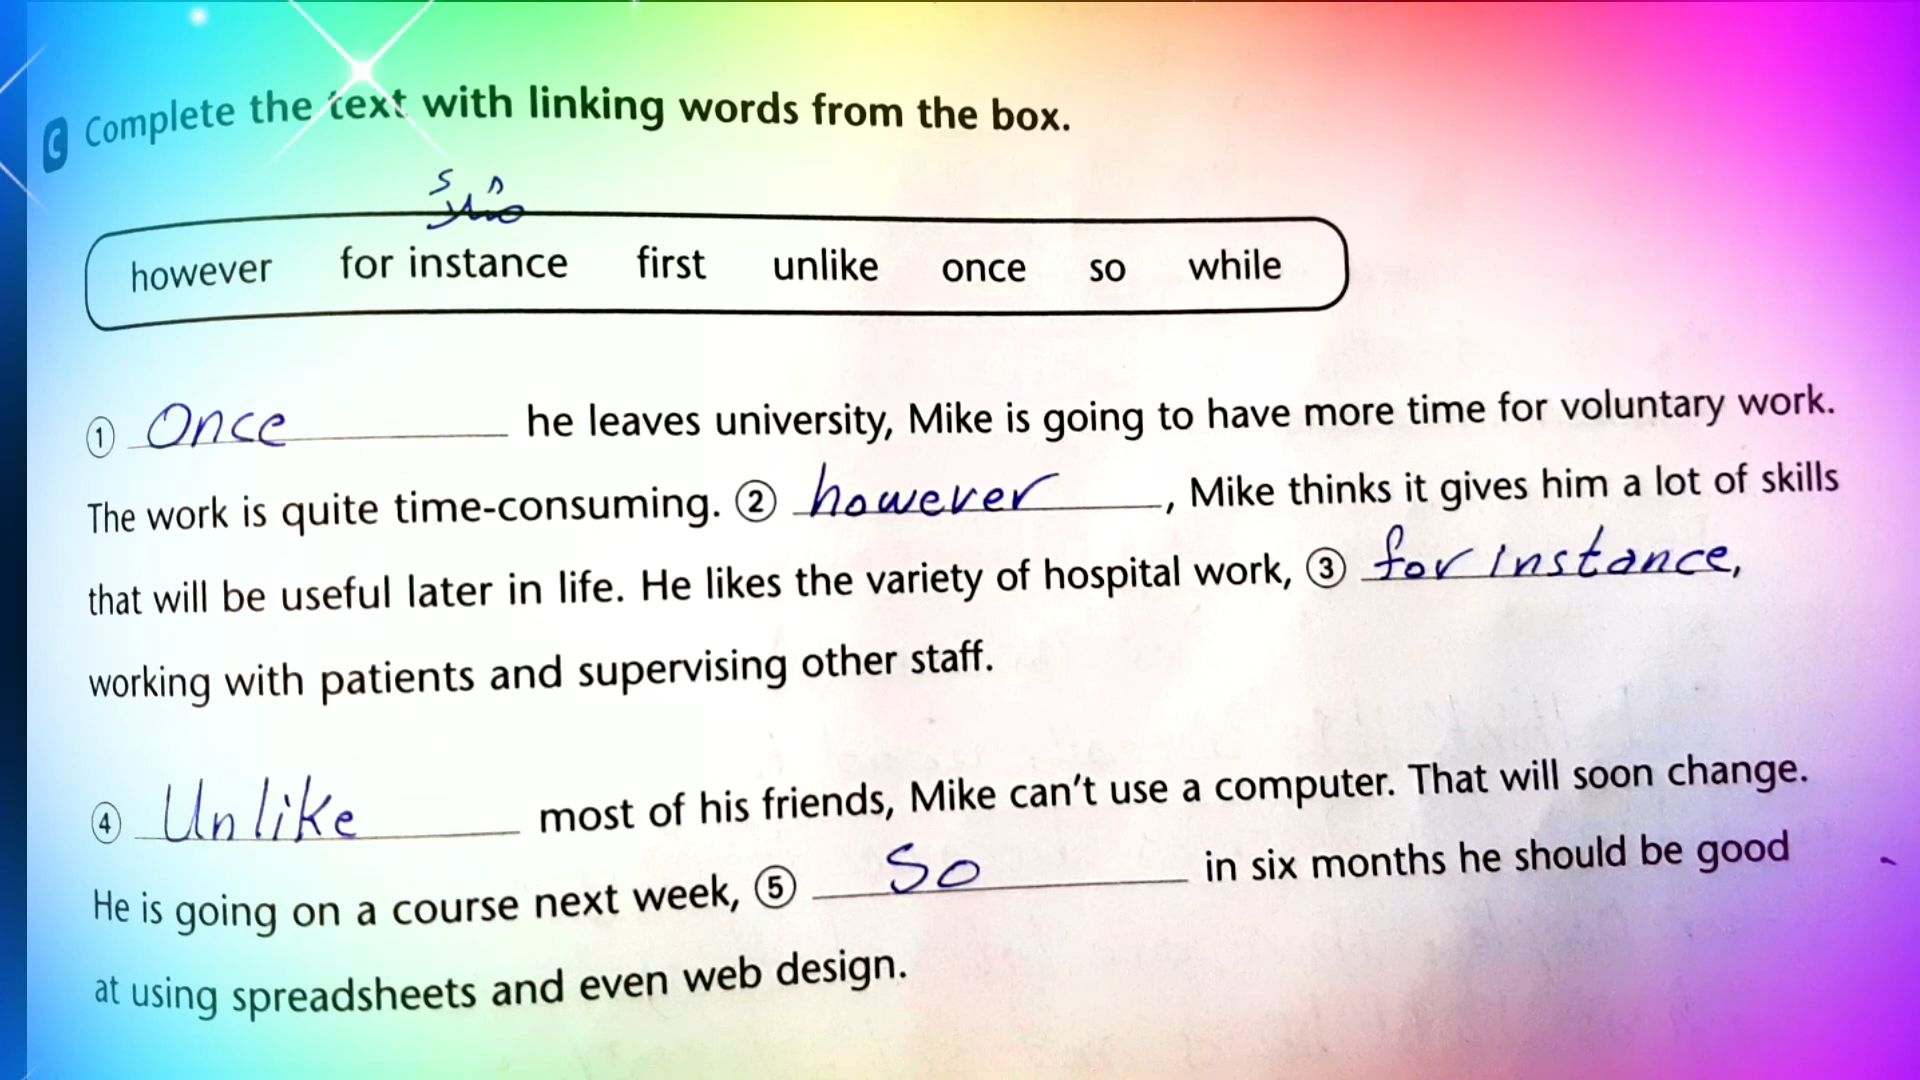 C Complete the text with linking words from the box.
however for instance first unlike once so while
① Once he leaves university, Mike is going to have more time for voluntary work.
The work is quite time-consuming. ② however, Mike thinks it gives him a lot of skills
that will be useful later in life. He likes the variety of hospital work, ③ for instance,
working with patients and supervising other staff.
④ Unlike most of his friends, Mike can't use a computer. That will soon change.
He is going on a course next week, ⑤ So in six months he should be good
at using spreadsheets and even web design.